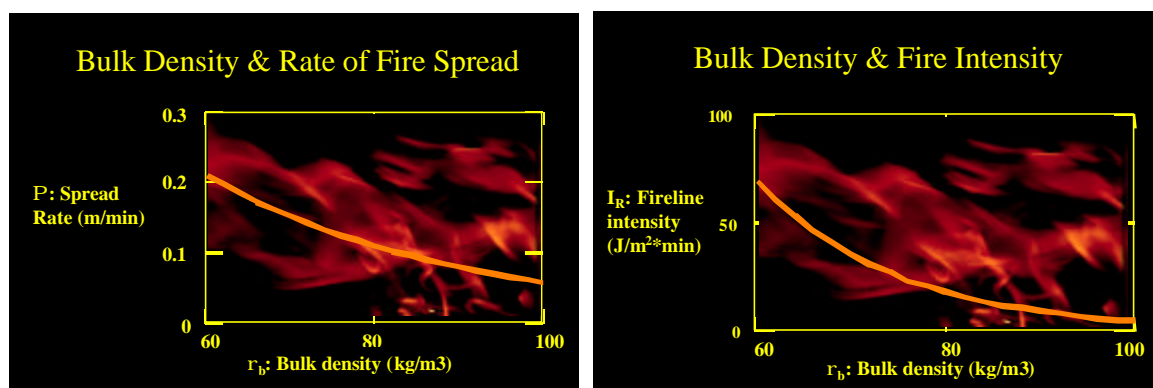 Bulk Density & Rate of Fire Spread
0.3
0.2
P: Spread
Rate (m/min)
0.1
0
60
80
100
rb: Bulk density (kg/m3)
Bulk Density & Fire Intensity
100
IR: Fireline
intensity
(J/m2*min)
50
0
60
80
100
rb: Bulk density (kg/m3)